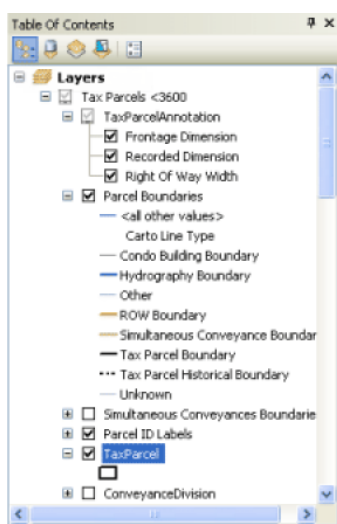 Table Of Contents
Layers
Tax Parcels <3600
TaxParcelAnnotation
Frontage Dimension
Recorded Dimension
Right Of Way Width
Parcel Boundaries
<all other values>
Carto Line Type
Condo Building Boundary
Hydrography Boundary
Other
ROW Boundary
Simultaneous Conveyance Boundar
Tax Parcel Boundary
Tax Parcel Historical Boundary
Unknown
Simultaneous Conveyances Boundarie
Parcel ID Labels
TaxParcel
ConveyanceDivision